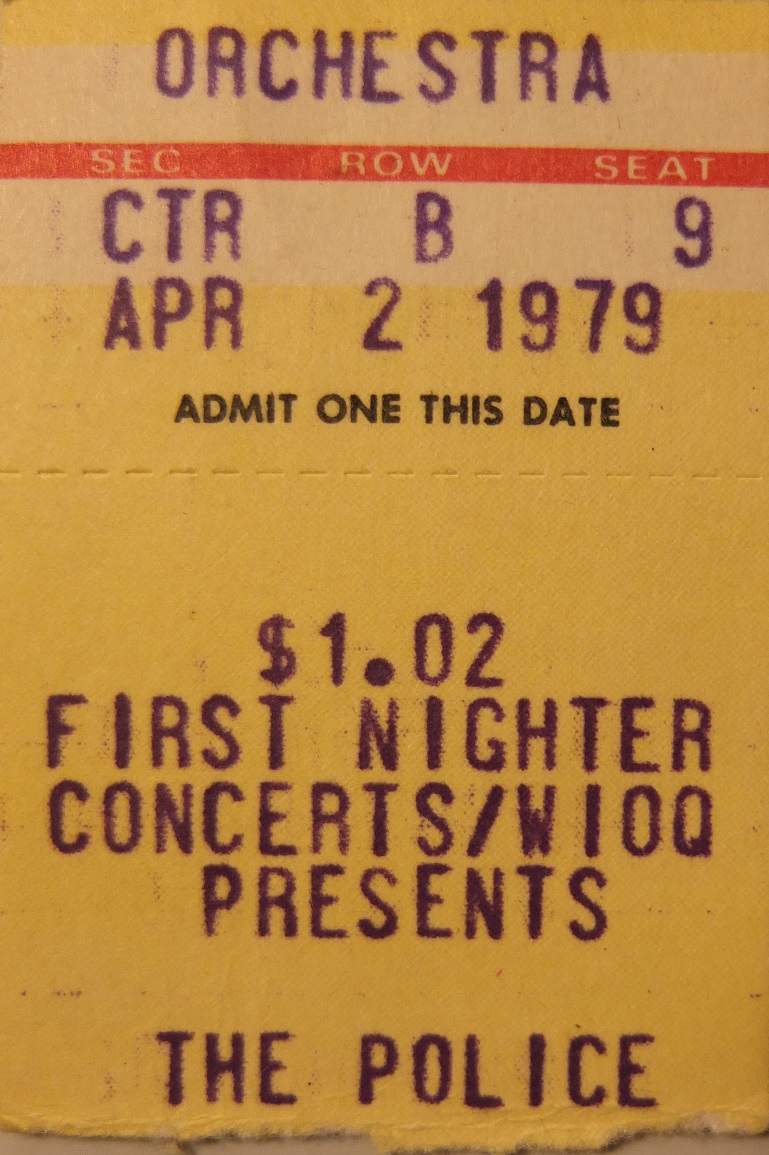 ORCHESTRA
SEC ROW SEAT
CTR B 9
APR 2 1979
ADMIT ONE THIS DATE
$1.02
FIRST NIGHTER
CONCERTS/WIOQ
PRESENTS
THE POLICE